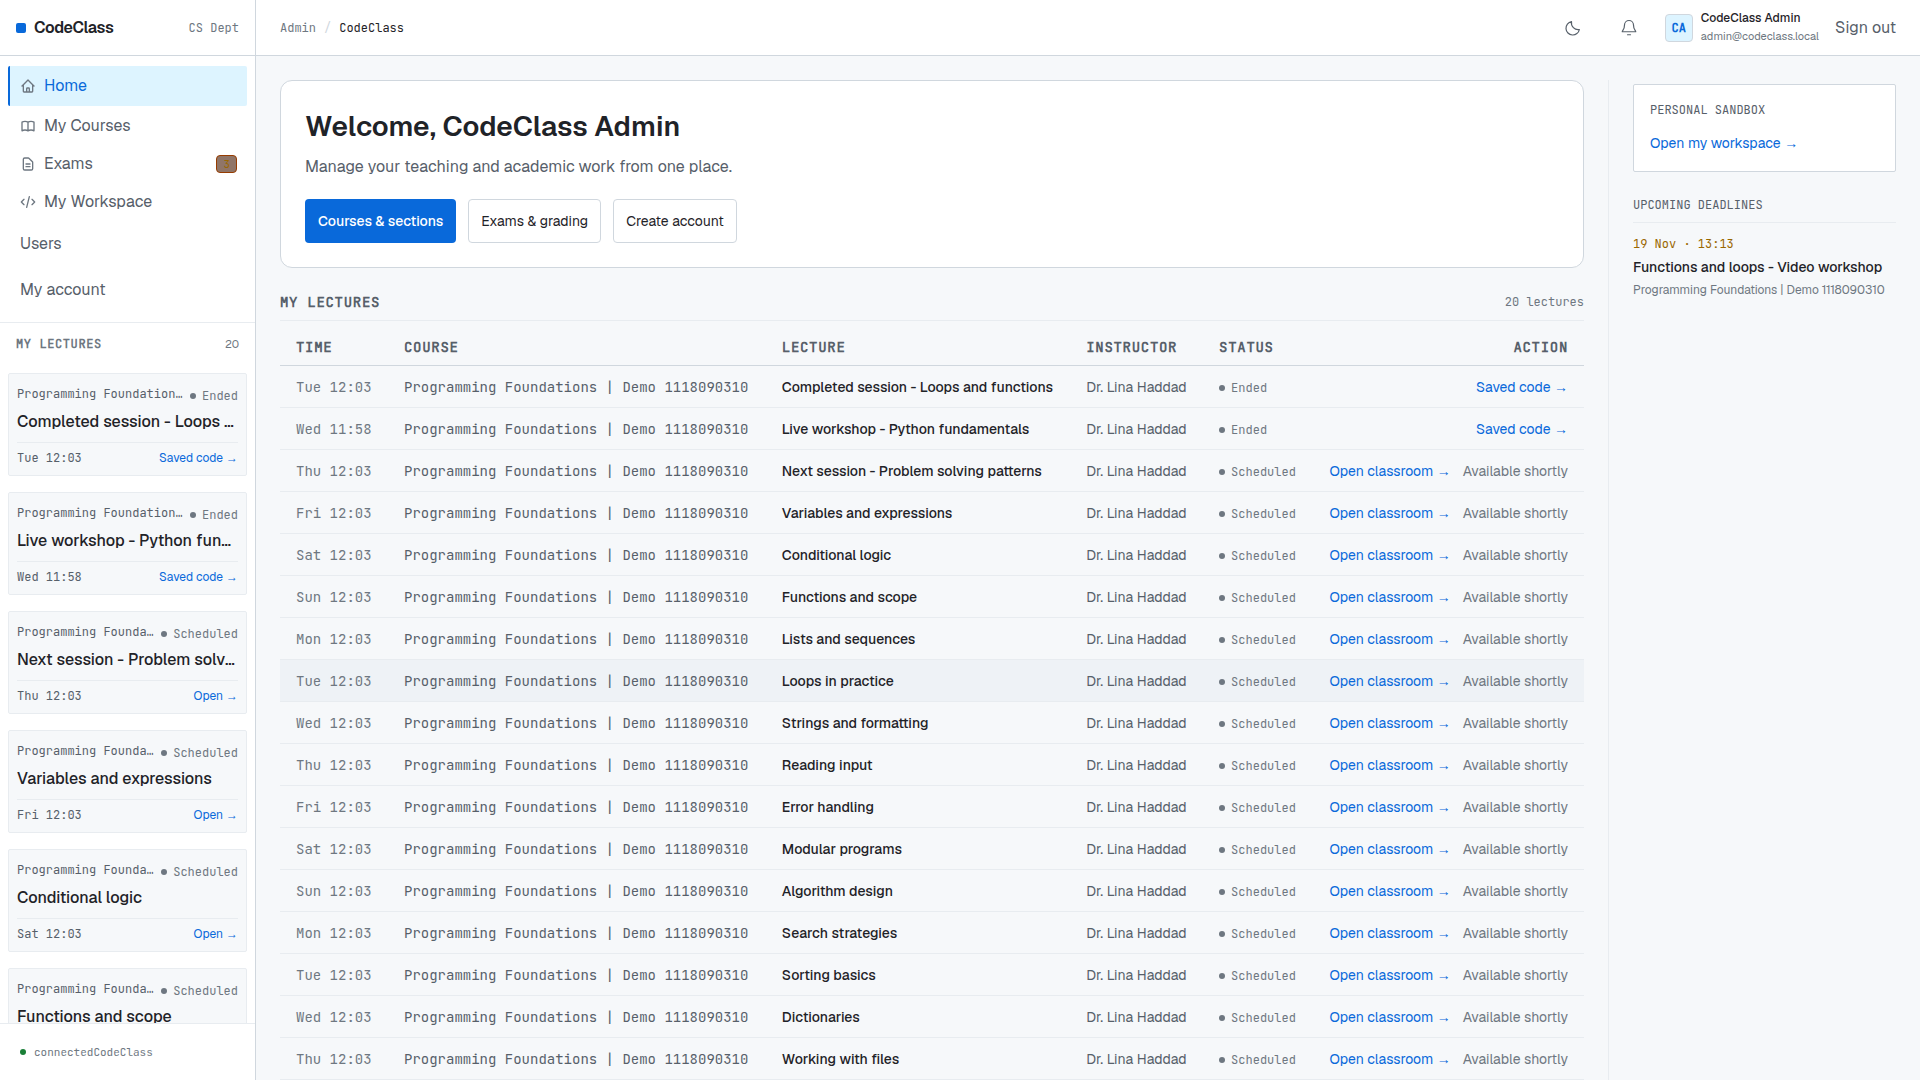 CodeClass
CS Dept
Admin / CodeClass
CA
CodeClass Admin
admin@codeclass.local
Sign out
Home
My Courses
Exams
My Workspace
Users
My account
MY LECTURES 20
Programming Foundation… Ended
Completed session - Loops …
Tue 12:03 Saved code →
Programming Foundation… Ended
Live workshop - Python fun…
Wed 11:58 Saved code →
Programming Founda… Scheduled
Next session - Problem solv…
Thu 12:03 Open →
Programming Founda… Scheduled
Variables and expressions
Fri 12:03 Open →
Programming Founda… Scheduled
Conditional logic
Sat 12:03 Open →
Programming Founda… Scheduled
Functions and scope
connectedCodeClass
Welcome, CodeClass Admin
Manage your teaching and academic work from one place.
Courses & sections Exams & grading Create account
MY LECTURES 20 lectures
TIME COURSE LECTURE INSTRUCTOR STATUS ACTION
Tue 12:03 Programming Foundations | Demo 1118090310 Completed session - Loops and functions Dr. Lina Haddad Ended Saved code →
Wed 11:58 Programming Foundations | Demo 1118090310 Live workshop - Python fundamentals Dr. Lina Haddad Ended Saved code →
Thu 12:03 Programming Foundations | Demo 1118090310 Next session - Problem solving patterns Dr. Lina Haddad Scheduled Open classroom → Available shortly
Fri 12:03 Programming Foundations | Demo 1118090310 Variables and expressions Dr. Lina Haddad Scheduled Open classroom → Available shortly
Sat 12:03 Programming Foundations | Demo 1118090310 Conditional logic Dr. Lina Haddad Scheduled Open classroom → Available shortly
Sun 12:03 Programming Foundations | Demo 1118090310 Functions and scope Dr. Lina Haddad Scheduled Open classroom → Available shortly
Mon 12:03 Programming Foundations | Demo 1118090310 Lists and sequences Dr. Lina Haddad Scheduled Open classroom → Available shortly
Tue 12:03 Programming Foundations | Demo 1118090310 Loops in practice Dr. Lina Haddad Scheduled Open classroom → Available shortly
Wed 12:03 Programming Foundations | Demo 1118090310 Strings and formatting Dr. Lina Haddad Scheduled Open classroom → Available shortly
Thu 12:03 Programming Foundations | Demo 1118090310 Reading input Dr. Lina Haddad Scheduled Open classroom → Available shortly
Fri 12:03 Programming Foundations | Demo 1118090310 Error handling Dr. Lina Haddad Scheduled Open classroom → Available shortly
Sat 12:03 Programming Foundations | Demo 1118090310 Modular programs Dr. Lina Haddad Scheduled Open classroom → Available shortly
Sun 12:03 Programming Foundations | Demo 1118090310 Algorithm design Dr. Lina Haddad Scheduled Open classroom → Available shortly
Mon 12:03 Programming Foundations | Demo 1118090310 Search strategies Dr. Lina Haddad Scheduled Open classroom → Available shortly
Tue 12:03 Programming Foundations | Demo 1118090310 Sorting basics Dr. Lina Haddad Scheduled Open classroom → Available shortly
Wed 12:03 Programming Foundations | Demo 1118090310 Dictionaries Dr. Lina Haddad Scheduled Open classroom → Available shortly
Thu 12:03 Programming Foundations | Demo 1118090310 Working with files Dr. Lina Haddad Scheduled Open classroom → Available shortly
PERSONAL SANDBOX
Open my workspace →
UPCOMING DEADLINES
19 Nov · 13:13
Functions and loops - Video workshop
Programming Foundations | Demo 1118090310